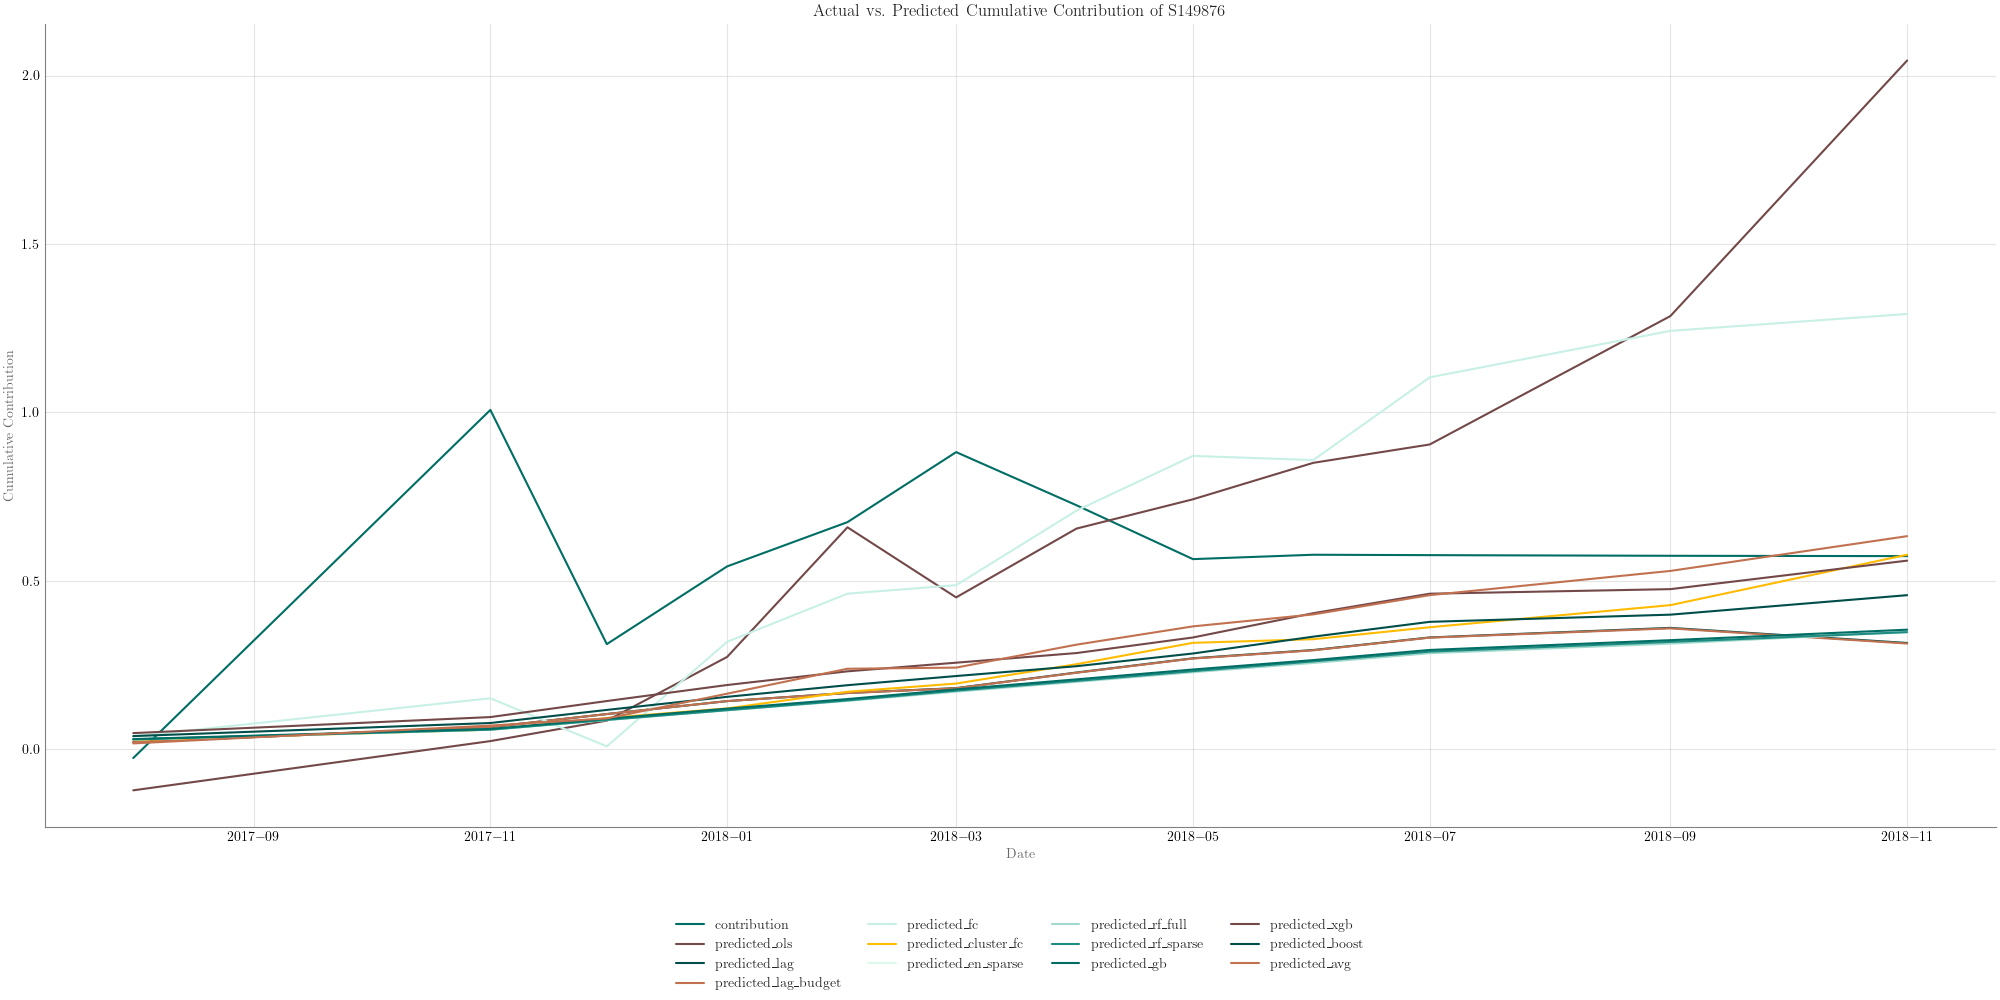 Actual vs. Predicted Cumulative Contribution of S149876
Cumulative Contribution
2.0
1.5
1.0
0.5
0.0
2017−09 2017−11 2018−01 2018−03 2018−05 2018−07 2018−09 2018−11
Date
contribution predicted_fc predicted_rf_full predicted_xgb
predicted_ols predicted_cluster_fc predicted_rf_sparse predicted_boost
predicted_lag predicted_en_sparse predicted_gb predicted_avg
predicted_lag_budget